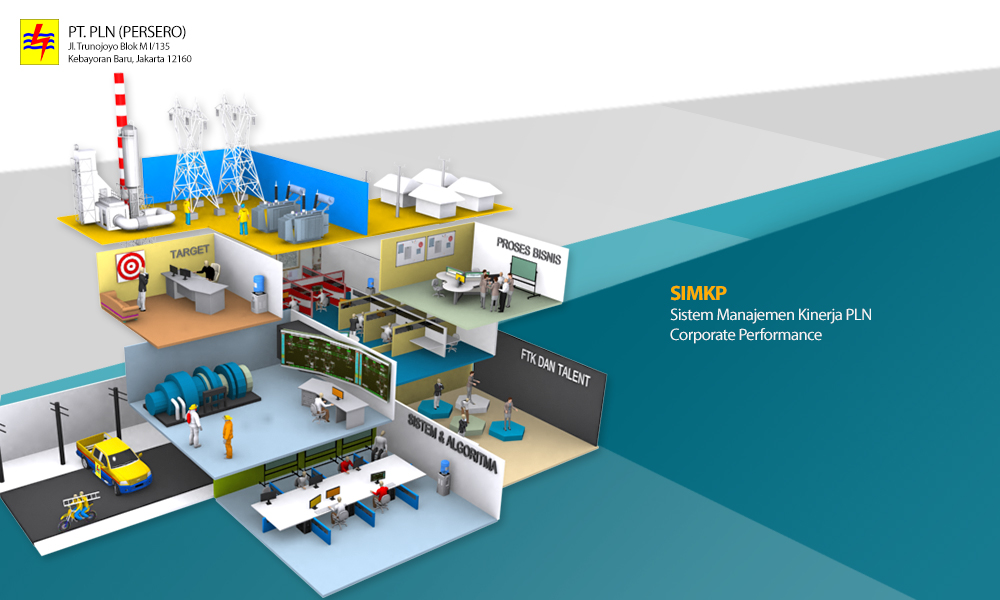 PT. PLN (PERSERO)
Jl. Trunojoyo Blok M I/135
Kebayoran Baru, Jakarta 12160
TARGET
PROSES BISNIS
SIMKP
Sistem Manajemen Kinerja PLN
Corporate Performance
FTK DAN TALENT
SISTEM & ALGORITMA